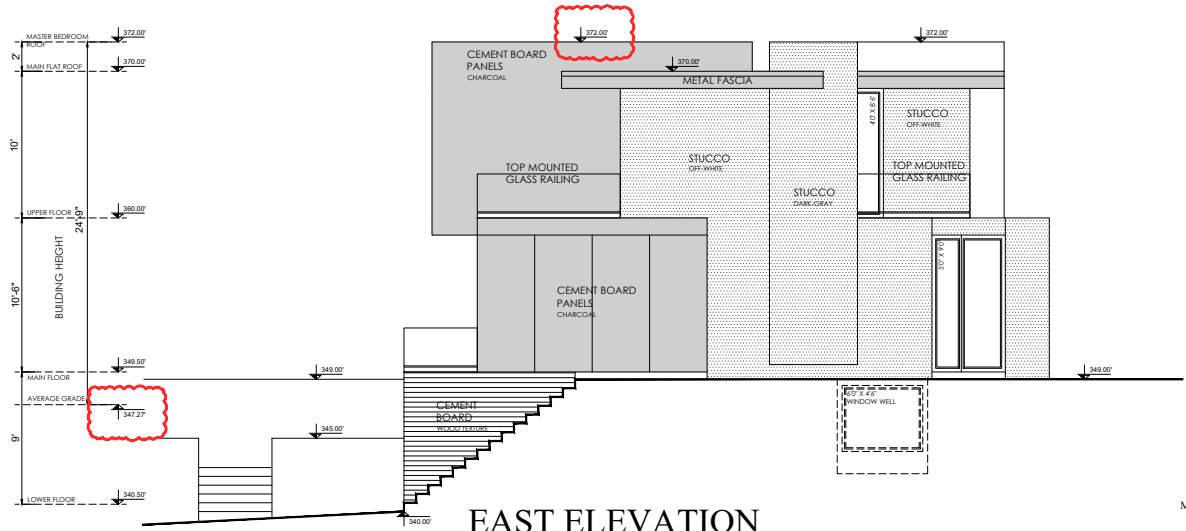 MASTER BEDROOM
ROOF
372.00'
372.00'
372.00'
2'
CEMENT BOARD
PANELS
CHARCOAL
MAIN FLAT ROOF
370.00'
370.00'
METAL FASCIA
4'0" X 8'6"
STUCCO
OFF-WHITE
10'
STUCCO
OFF-WHITE
TOP MOUNTED
GLASS RAILING
TOP MOUNTED
GLASS RAILING
STUCCO
DARK-GRAY
UPPER FLOOR
360.00'
24'-9"
BUILDING HEIGHT
10'-6"
5'0" X 9'0"
CEMENT BOARD
PANELS
CHARCOAL
349.50'
MAIN FLOOR
349.00'
349.00'
AVERAGE GRADE
347.27'
6'0" X 4'6"
WINDOW WELL
CEMENT
BOARD
WOOD TEXTURE
345.00'
9'
LOWER FLOOR
340.50'
340.00'
EAST ELEVATION
M